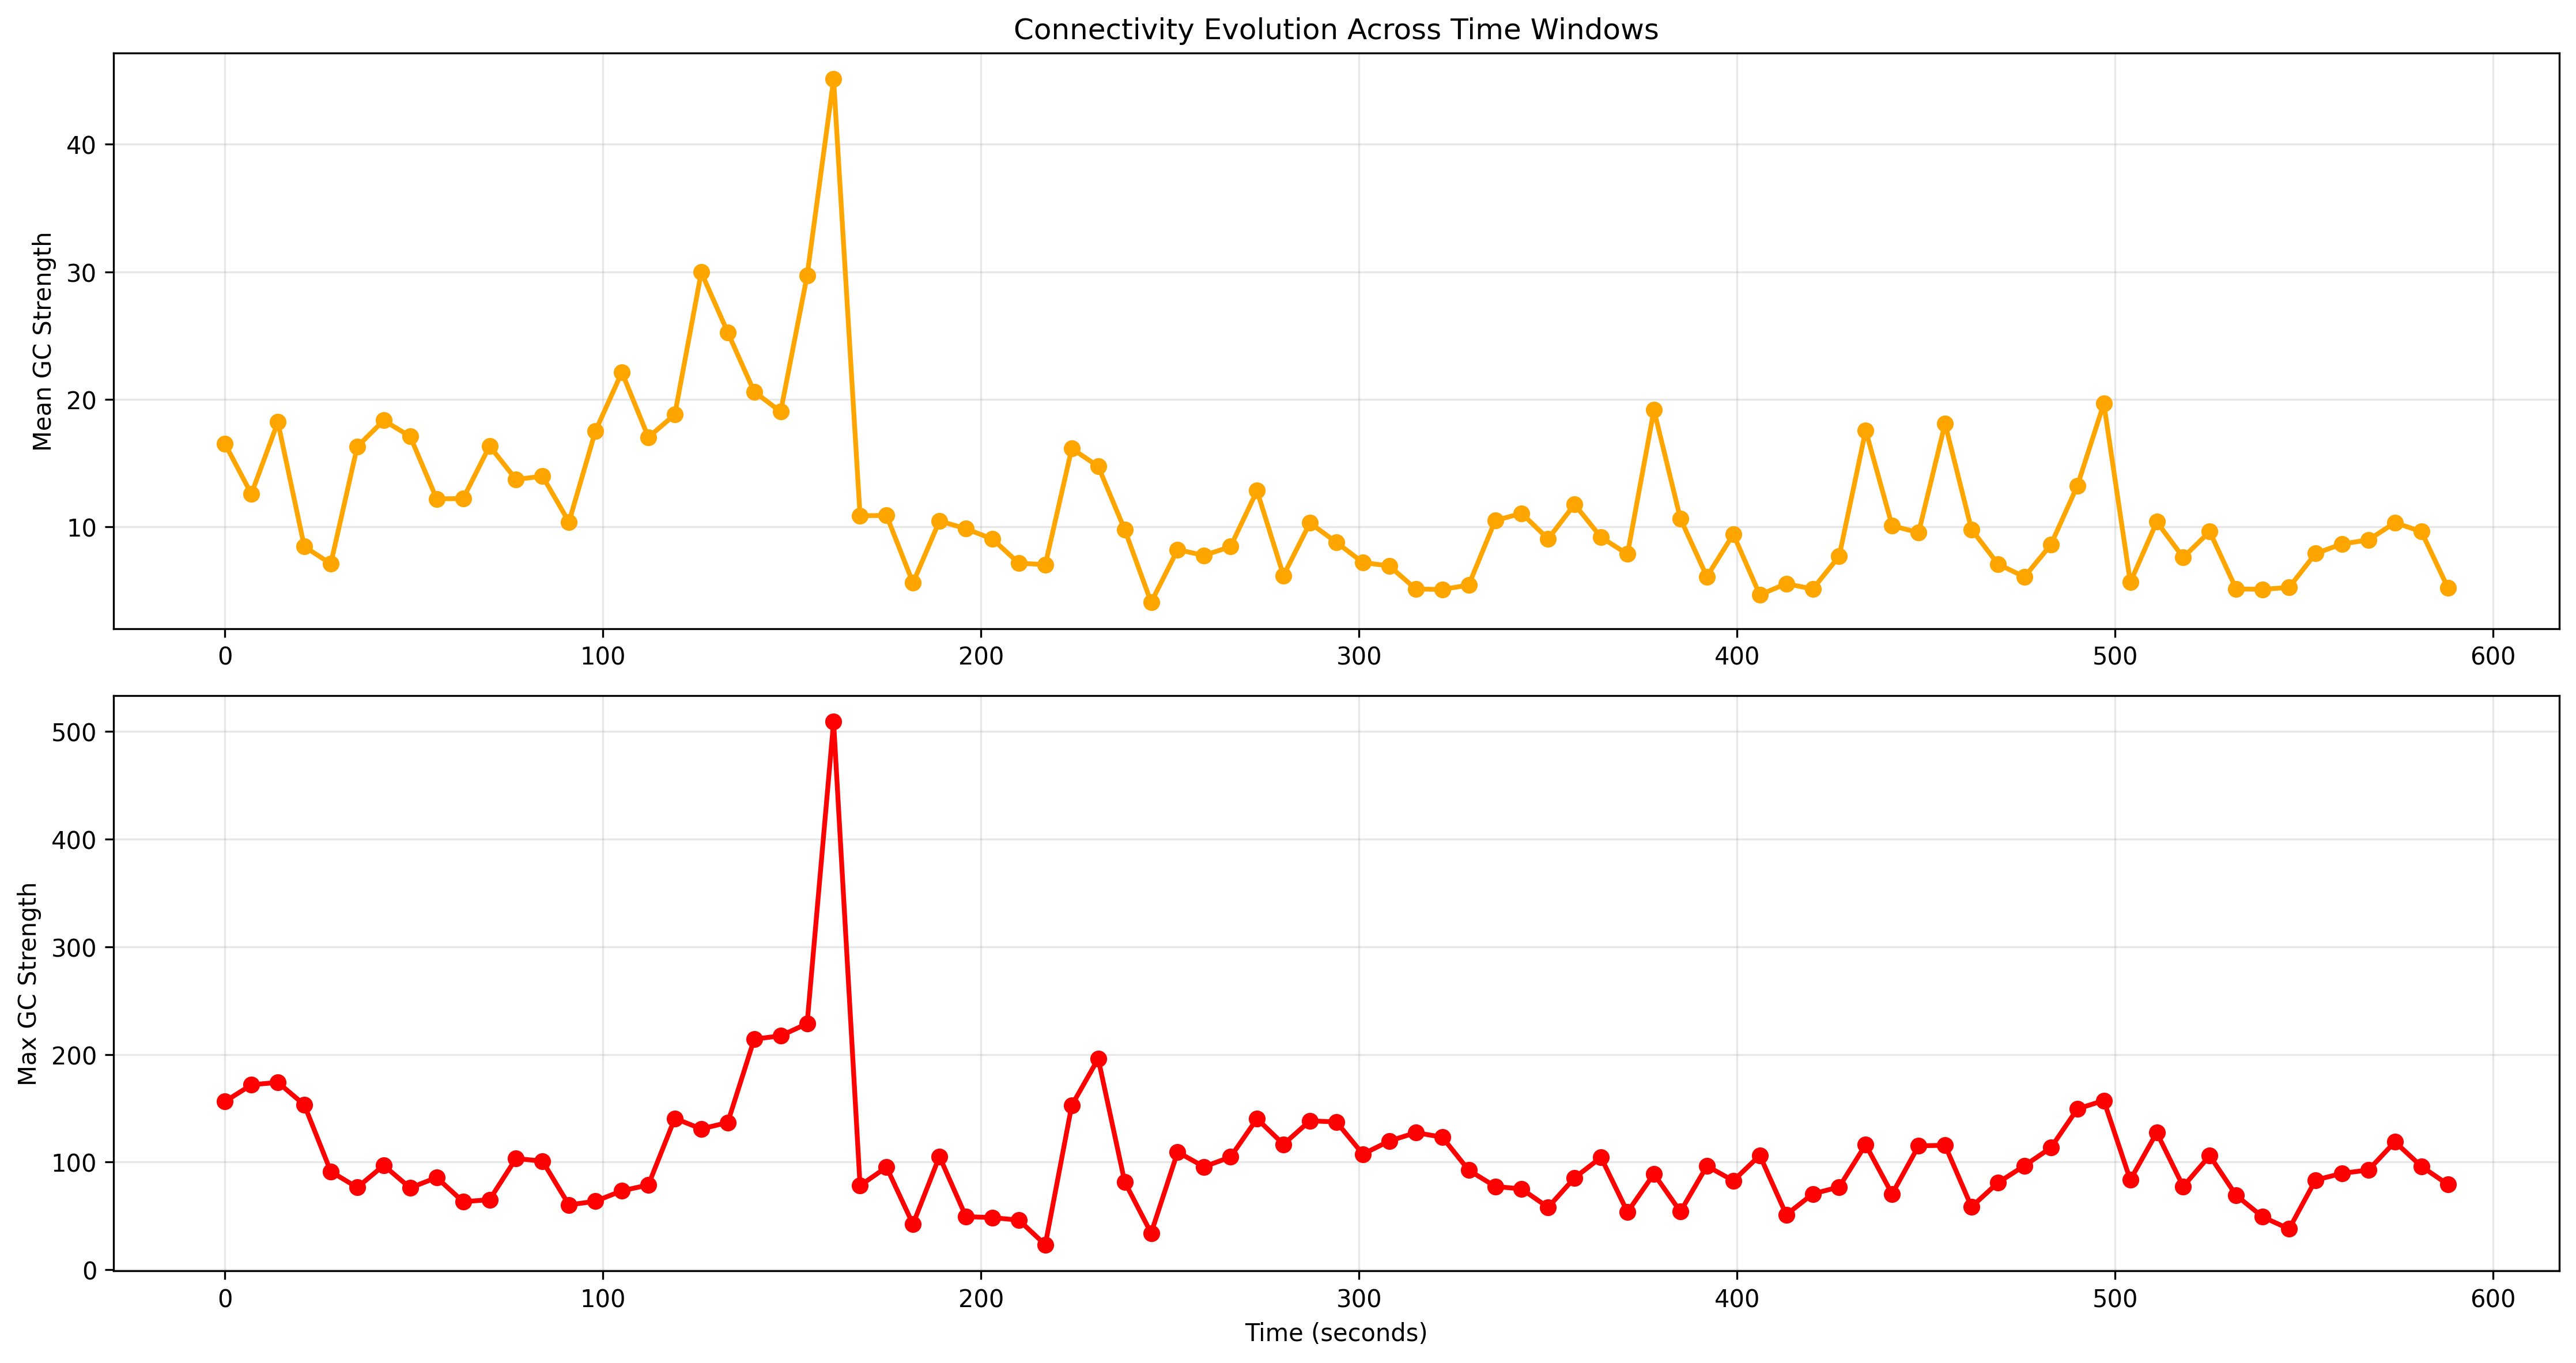 Connectivity Evolution Across Time Windows
Mean GC Strength
40
30
20
10
0 100 200 300 400 500 600
Max GC Strength
500
400
300
200
100
0
0 100 200 300 400 500 600
Time (seconds)